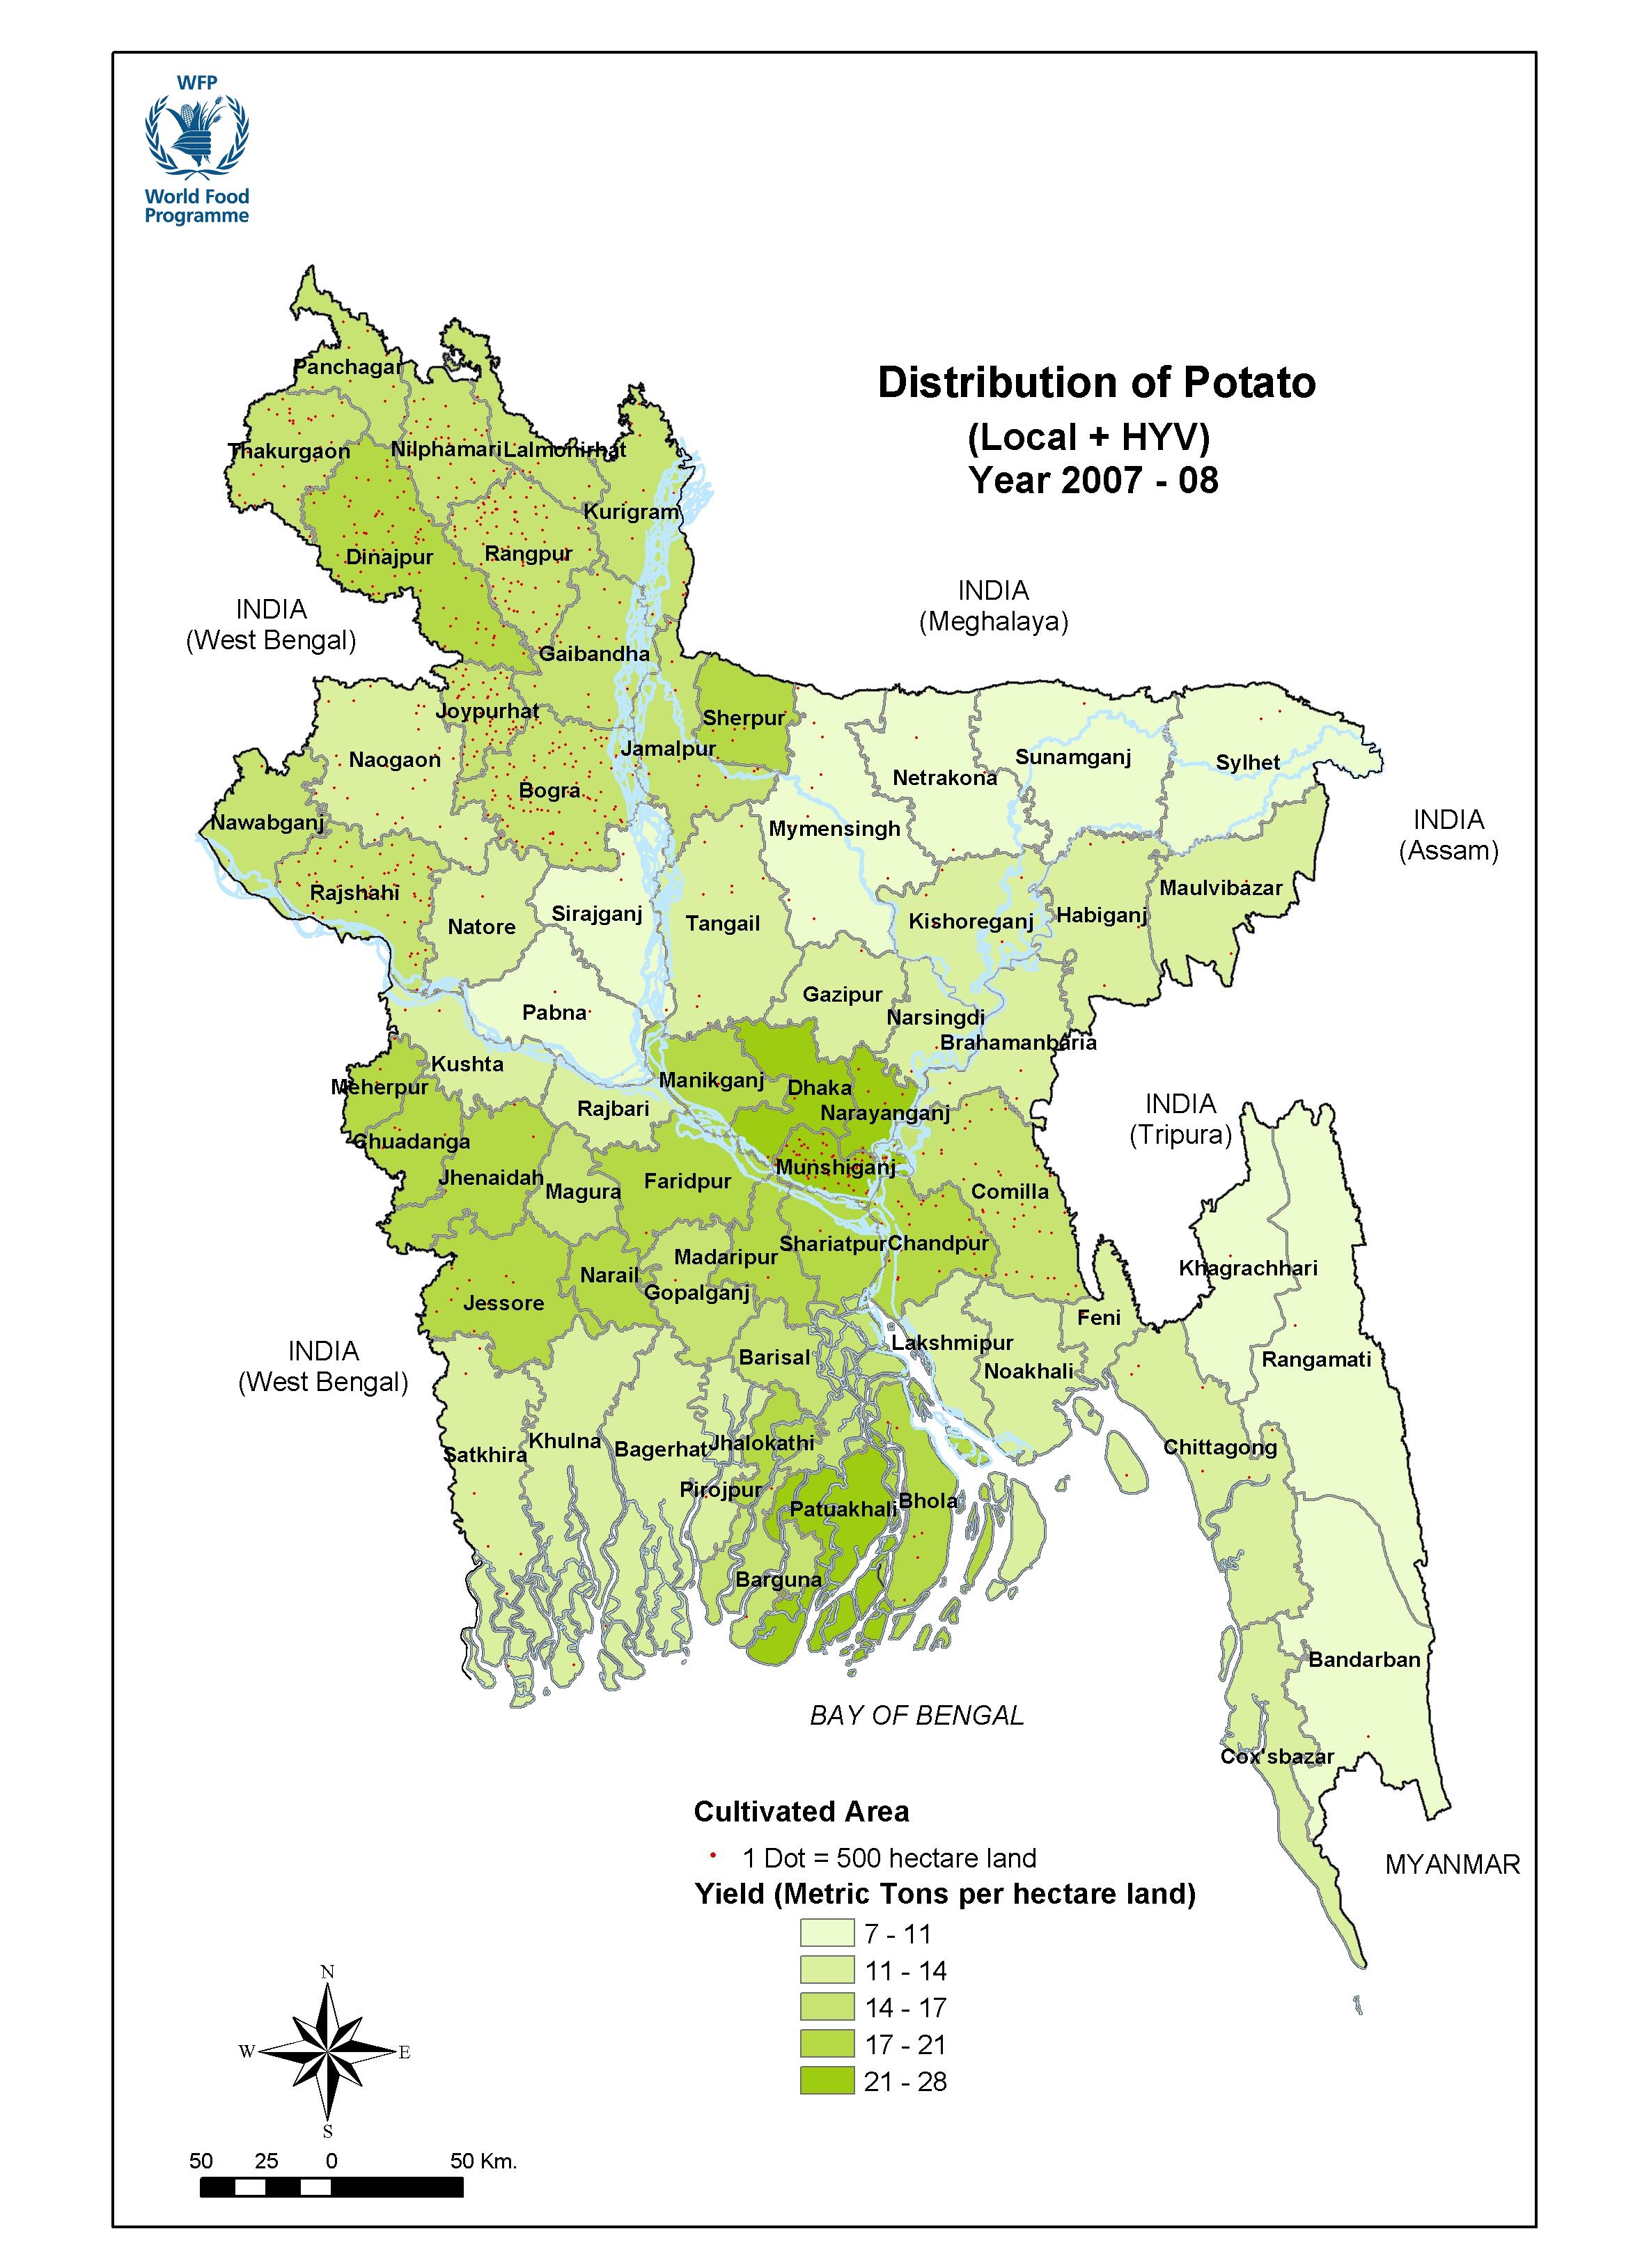 WFP
World Food
Programme
Distribution of Potato
(Local + HYV)
Year 2007 - 08
Panchagar
Thakurgaon
Nilphamari
Lalmonirhat
Kurigram
Dinajpur
Rangpur
INDIA
(West Bengal)
INDIA
(Meghalaya)
Gaibandha
Joypurhat
Sherpur
Jamalpur
Naogaon
Bogra
Netrakona
Sunamganj
Sylhet
Nawabganj
Mymensingh
INDIA
(Assam)
Rajshahi
Natore
Sirajganj
Tangail
Kishoreganj
Habiganj
Maulvibazar
Pabna
Gazipur
Narsingdi
Brahamanbaria
Kushta
Meherpur
Manikganj
Dhaka
Rajbari
Narayanganj
INDIA
(Tripura)
Chuadanga
Jhenaidah
Magura
Faridpur
Munshiganj
Comilla
Shariatpur
Chandpur
Madaripur
Narail
Gopalganj
Khagrachhari
Jessore
Feni
INDIA
(West Bengal)
Barisal
Lakshmipur
Noakhali
Rangamati
Satkhira
Khulna
Bagerhat
Jhalokathi
Chittagong
Pirojpur
Patuakhali
Bhola
Barguna
Bandarban
BAY OF BENGAL
Cox'sbazar
MYANMAR
Cultivated Area
1 Dot = 500 hectare land
Yield (Metric Tons per hectare land)
7 - 11
11 - 14
14 - 17
17 - 21
21 - 28
N
W
E
S
50 25 0 50 Km.